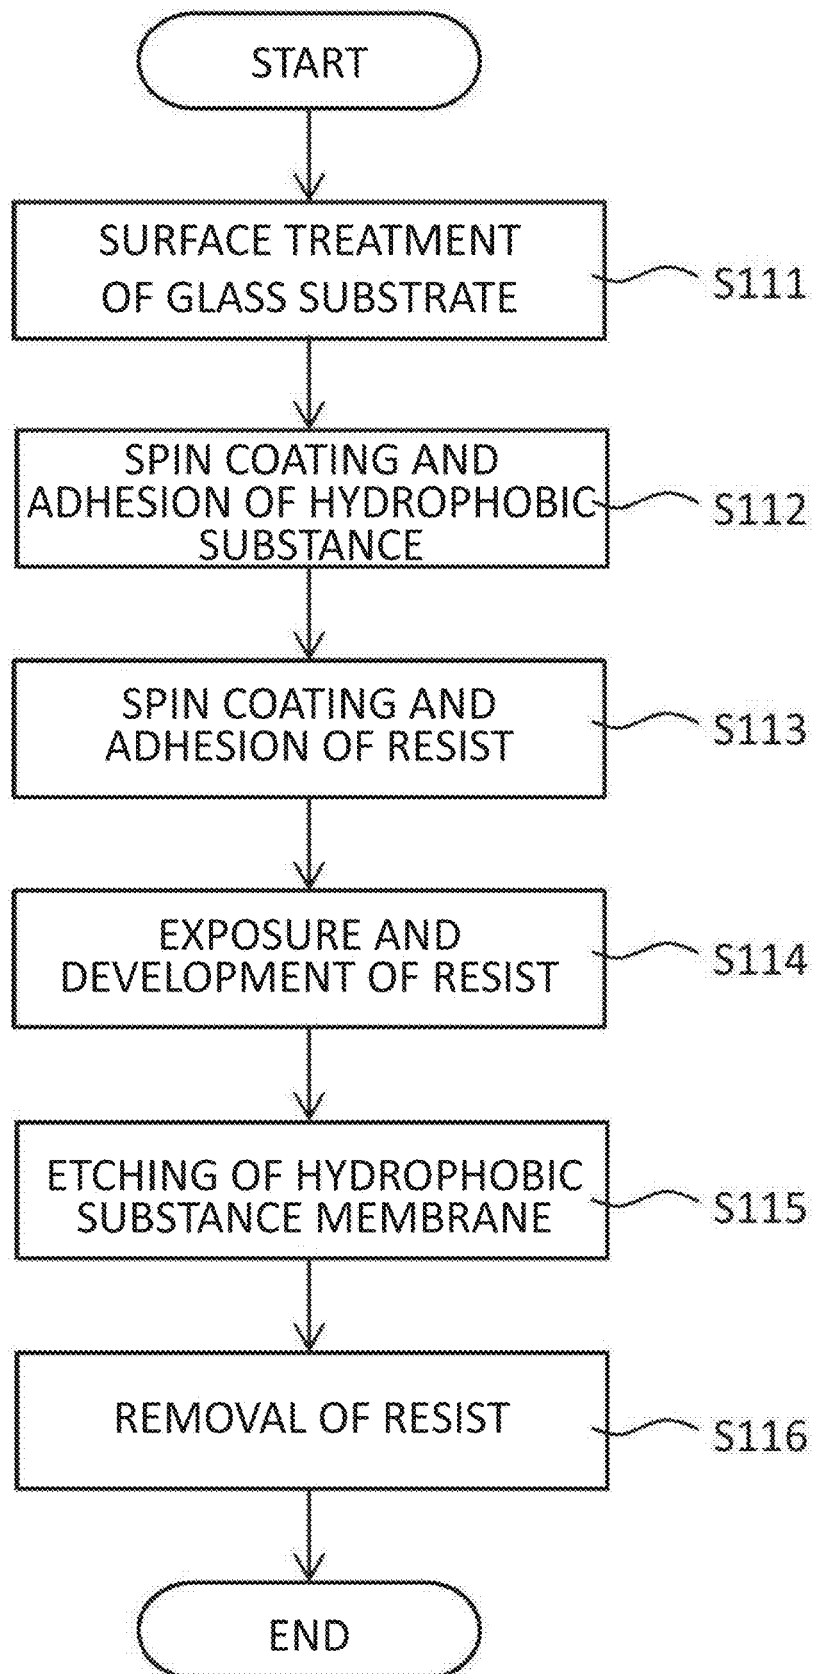 START
SURFACE TREATMENT
OF GLASS SUBSTRATE
S111
SPIN COATING AND
ADHESION OF HYDROPHOBIC
SUBSTANCE
S112
SPIN COATING AND
ADHESION OF RESIST
S113
EXPOSURE AND
DEVELOPMENT OF RESIST
S114
ETCHING OF HYDROPHOBIC
SUBSTANCE MEMBRANE
S115
REMOVAL OF RESIST
S116
END